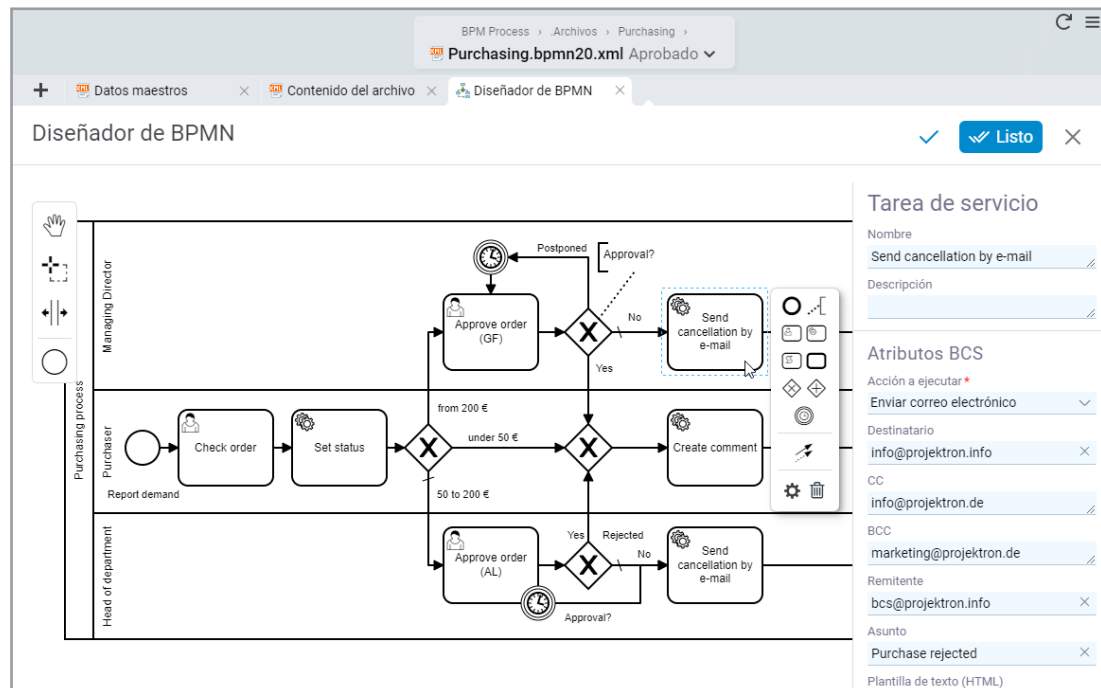 BPM Process › .Archivos › Purchasing ›
Purchasing.bpmn20.xml Aprobado
Datos maestros
Contenido del archivo
Diseñador de BPMN
Diseñador de BPMN
Listo
Purchasing process
Managing Director
Postponed
Approval?
Approve order
(GF)
X
No
Send
cancellation by
e-mail
Yes
Purchaser
Report demand
Check order
Set status
from 200 €
X
under 50 €
50 to 200 €
X
Create comment
Head of department
Approve order
(AL)
Yes
Rejected
X
No
Approval?
Send
cancellation by
e-mail
Tarea de servicio
Nombre
Send cancellation by e-mail
Descripción
Atributos BCS
Acción a ejecutar *
Enviar correo electrónico
Destinatario
info@projektron.info
CC
info@projektron.de
BCC
marketing@projektron.de
Remitente
bcs@projektron.info
Asunto
Purchase rejected
Plantilla de texto (HTML)